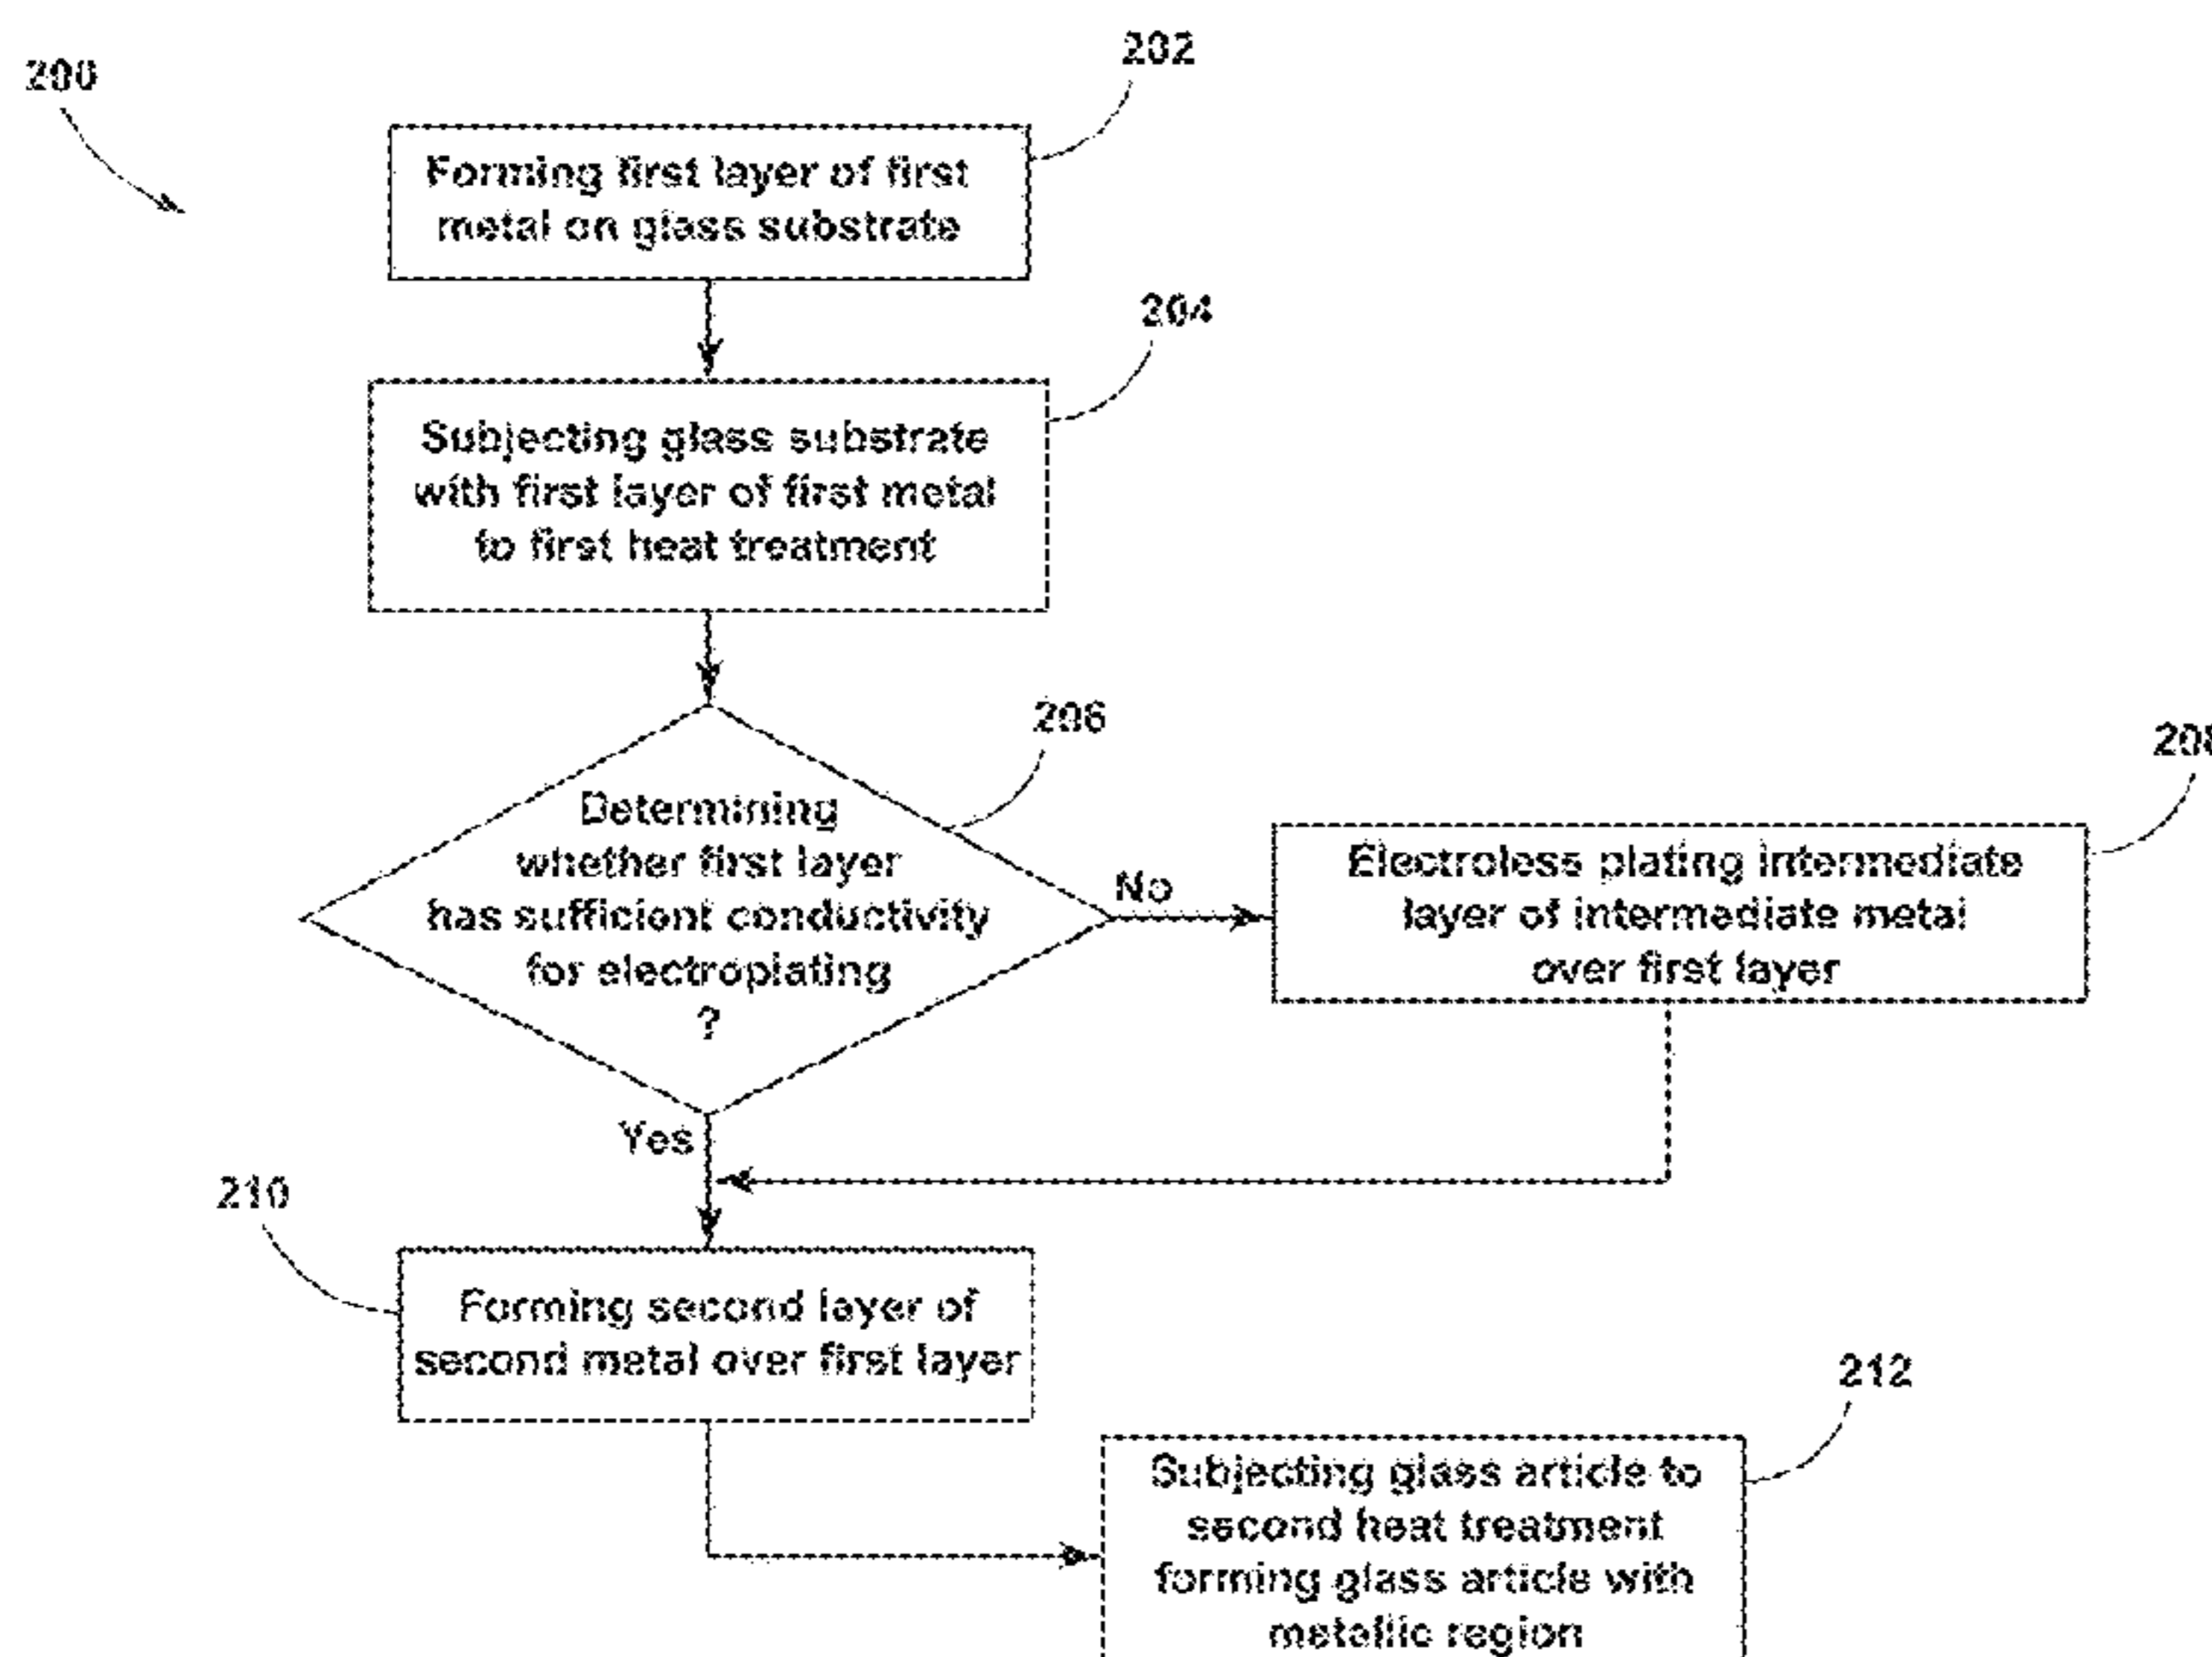 200
202
Forming first layer of first
metal on glass substrate
204
Subjecting glass substrate
with first layer of first metal
to first heat treatment
206
Determining
whether first layer
has sufficient conductivity
for electroplating
?
No
208
Electroless plating intermediate
layer of intermediate metal
over first layer
Yes
210
Forming second layer of
second metal over first layer
212
Subjecting glass article to
second heat treatment
forming glass article with
metallic region